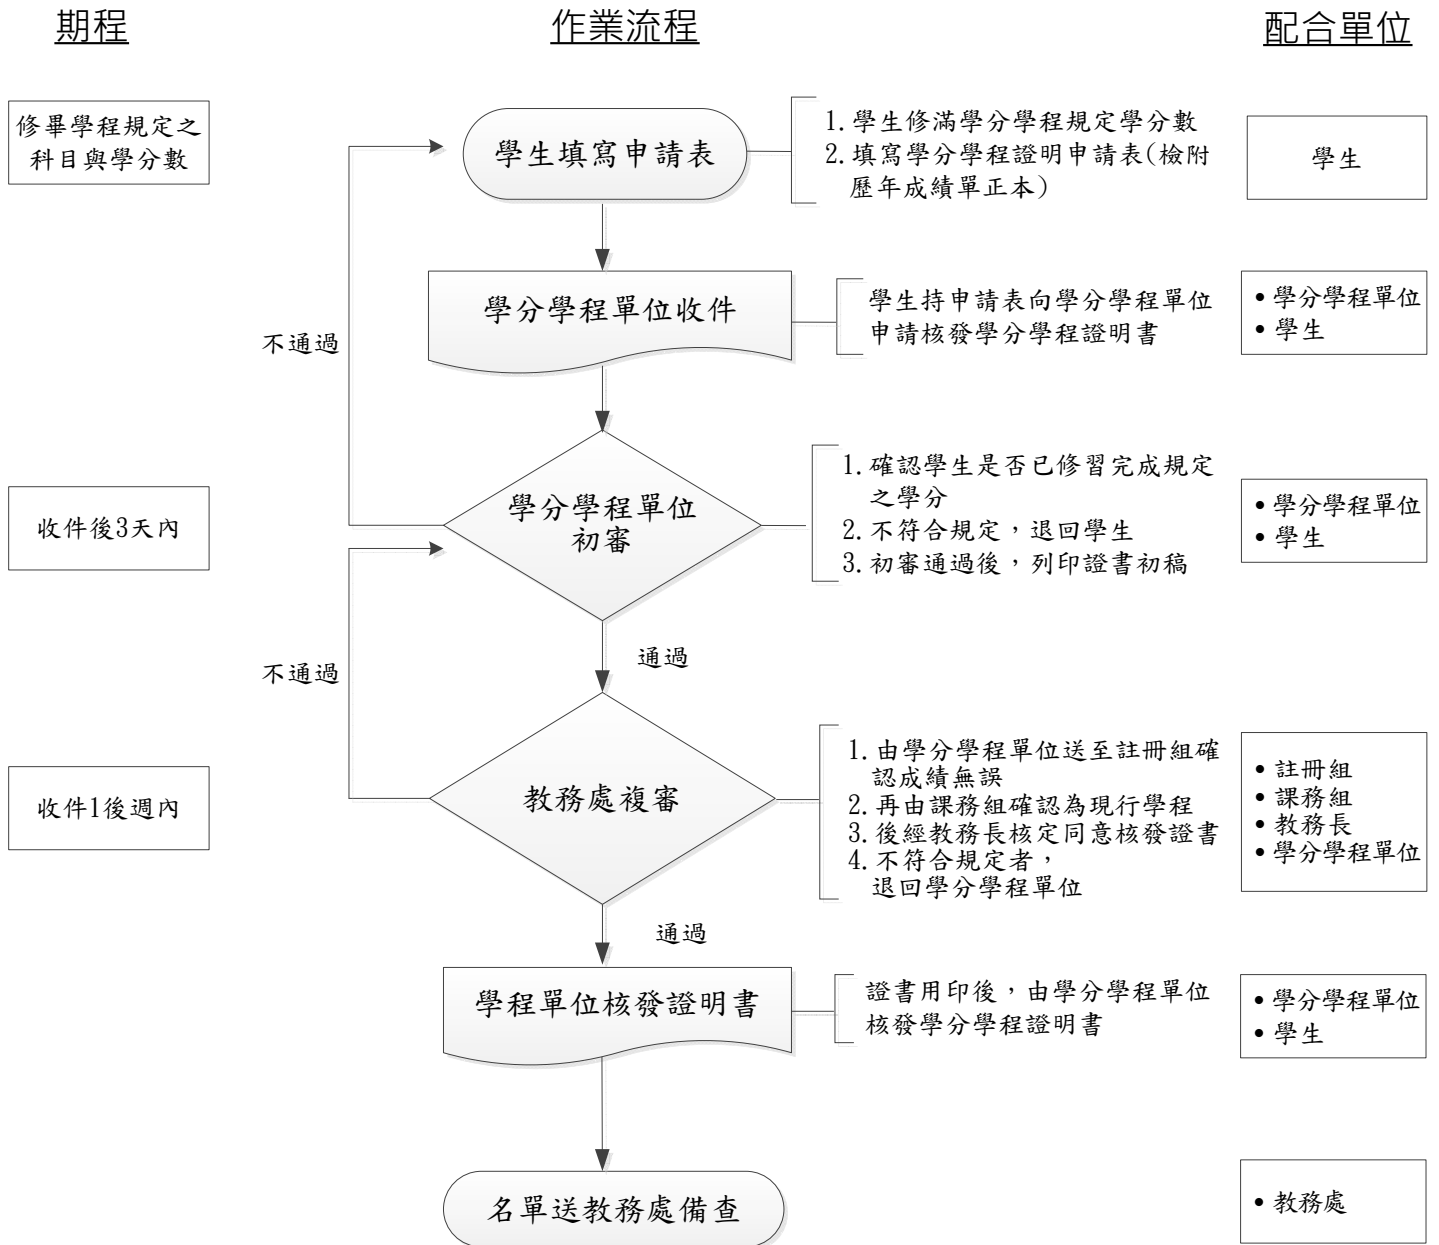 期程
作業流程
配合單位
修畢學程規定之
科目與學分數
學生填寫申請表
1.學生修滿學分學程規定學分數
2.填寫學分學程證明申請表(檢附
歷年成績單正本)
學生
學分學程單位收件
學生持申請表向學分學程單位
申請核發學分學程證明書
• 學分學程單位
• 學生
不通過
收件後3天內
學分學程單位
初審
1.確認學生是否已修習完成規定
之學分
2.不符合規定，退回學生
3.初審通過後，列印證書初稿
• 學分學程單位
• 學生
通過
不通過
收件1後週內
教務處複審
1.由學分學程單位送至註冊組確
認成績無誤
2.再由課務組確認為現行學程
3.後經教務長核定同意核發證書
4.不符合規定者，
退回學分學程單位
• 註冊組
• 課務組
• 教務長
• 學分學程單位
通過
學程單位核發證明書
證書用印後，由學分學程單位
核發學分學程證明書
• 學分學程單位
• 學生
名單送教務處備查
• 教務處